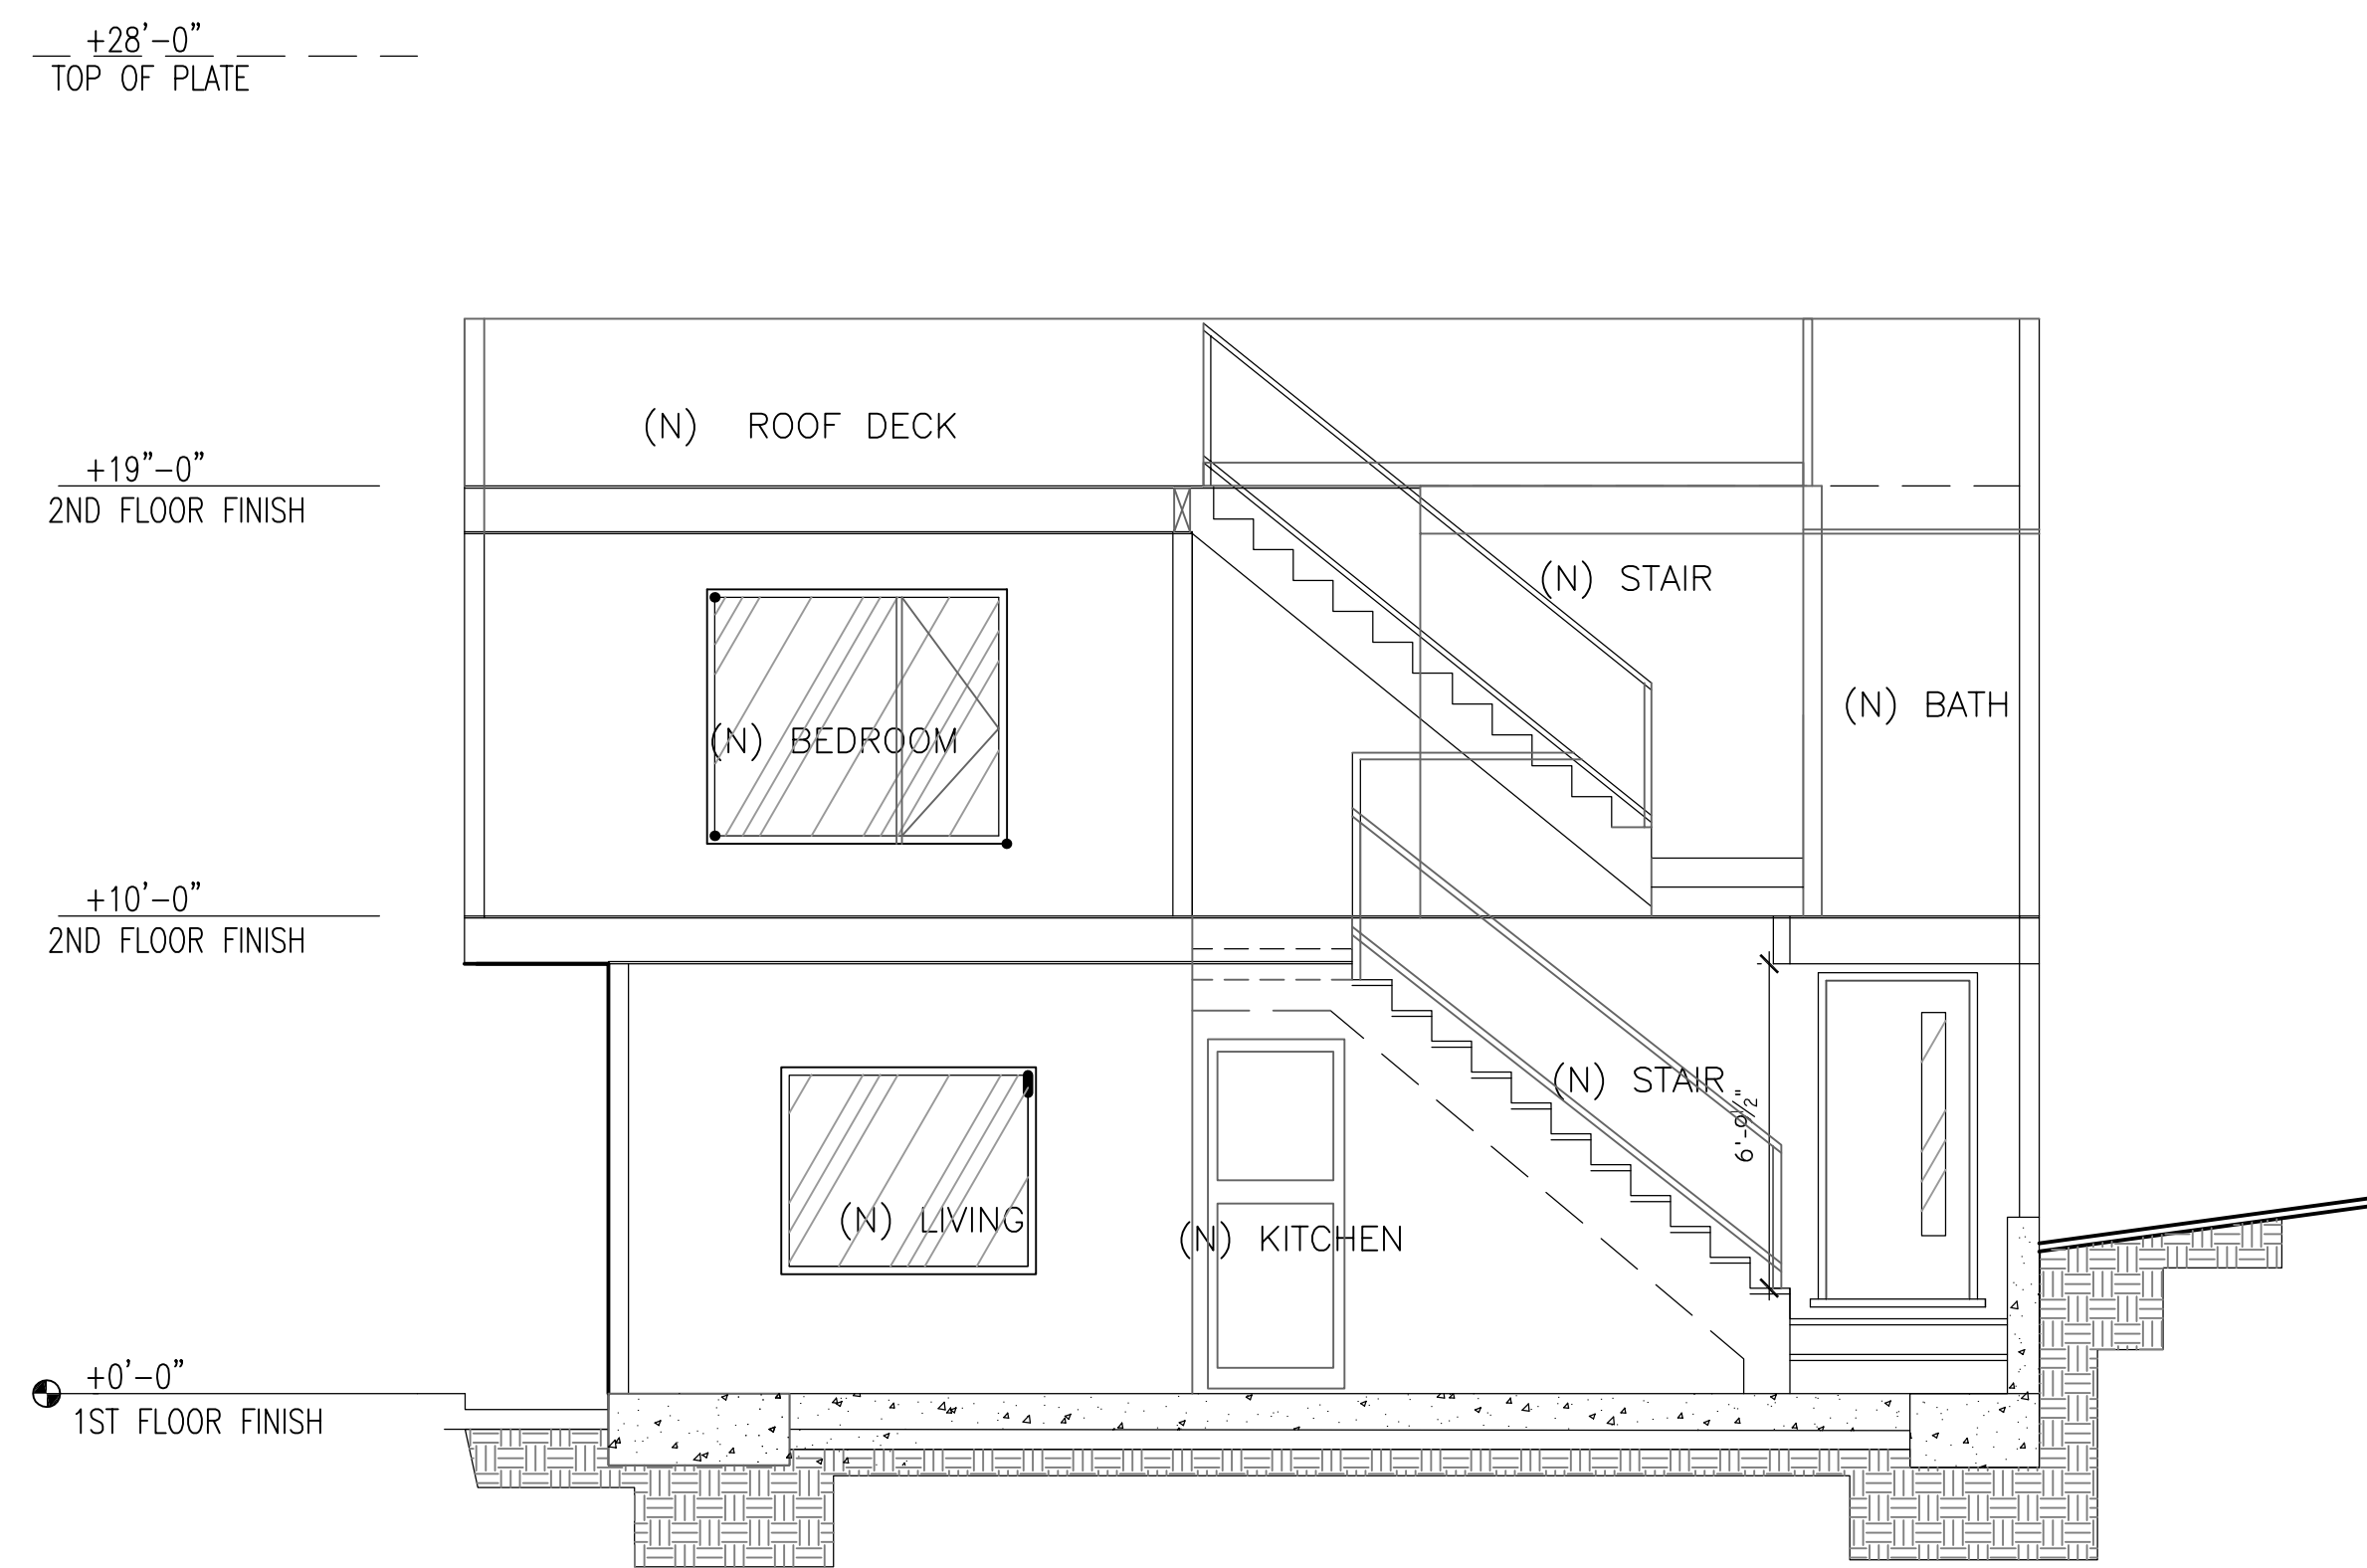 +28'-0"
TOP OF PLATE
(N) ROOF DECK
+19"-0"
2ND FLOOR FINISH
(N) STAIR
(N) BATH
(N) BEDROOM
+10'-0"
2ND FLOOR FINISH
(N) STAIR
6'-9½"
(N) LIVING
(N) KITCHEN
+0'-0"
1ST FLOOR FINISH